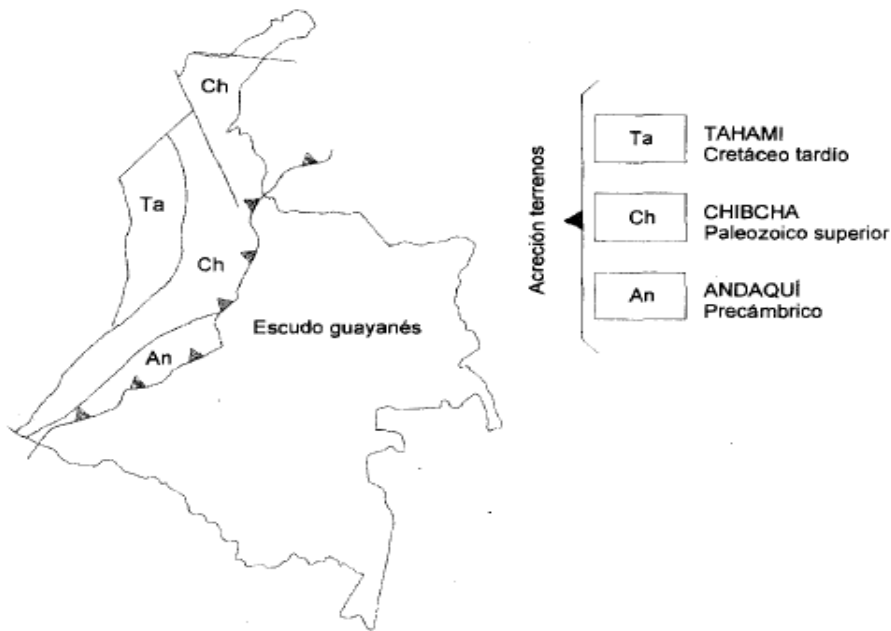 Ch
Ta
Ch
Escudo guayanés
An
Acreción terrenos
Ta
TAHAMI
Cretáceo tardío
Ch
CHIBCHA
Paleozoico superior
An
ANDAQUÍ
Precámbrico